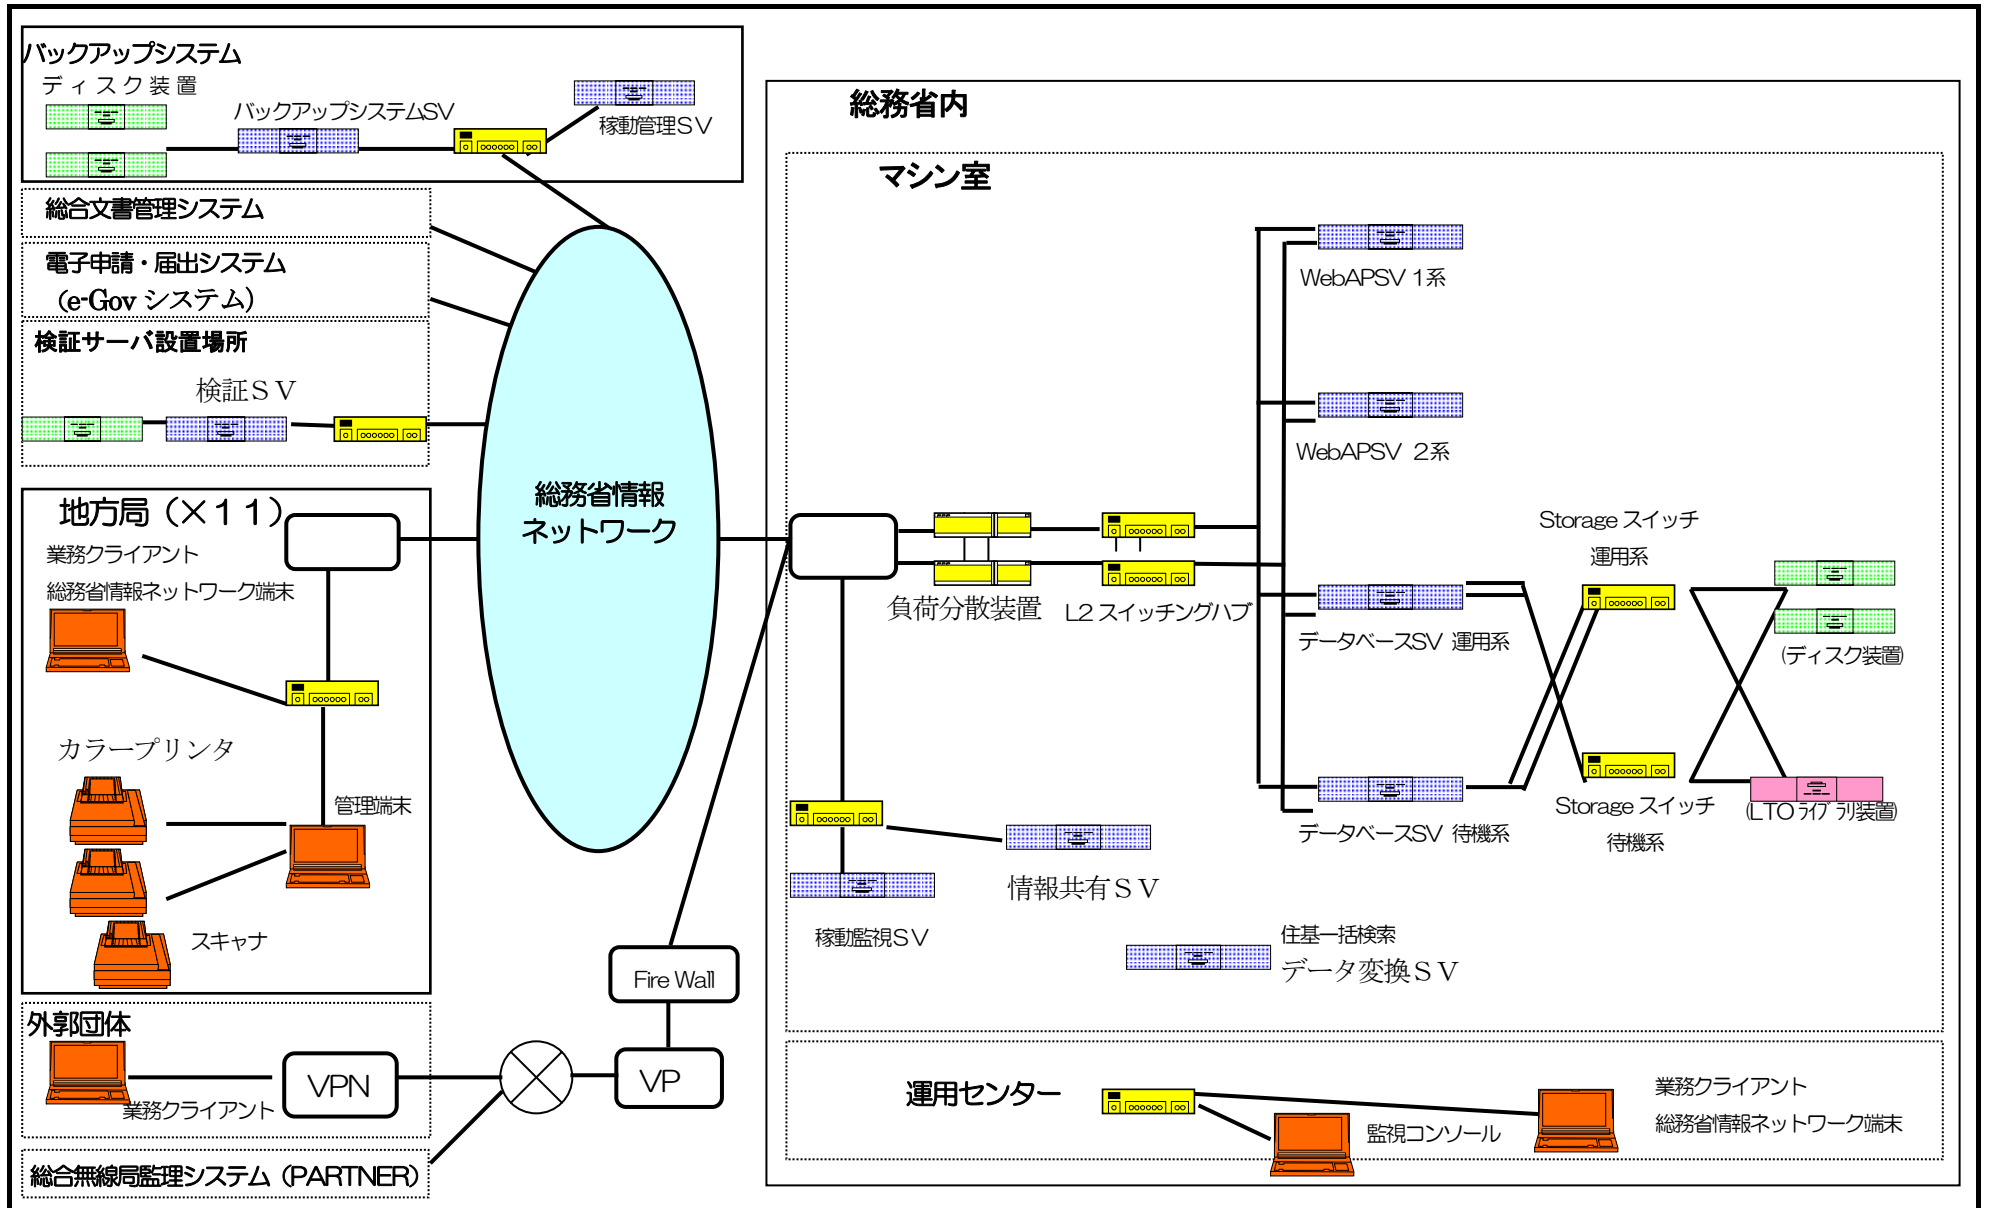 バックアップシステム
ディスク装置
バックアップシステムSV
稼動管理SV
総合文書管理システム
電子申請・届出システム
(e-Gov システム)
検証サーバ設置場所
検証SV
地方局(×11)
業務クライアント
総務省情報ネットワーク端末
カラープリンタ
管理端末
スキャナ
外郭団体
業務クライアント
VPN
総合無線局監理システム(PARTNER)
総務省情報
ネットワーク
Fire Wall
VP
総務省内
マシン室
WebAPSV 1系
WebAPSV 2系
負荷分散装置
L2スイッチングハブ
データベースSV 運用系
データベースSV 待機系
Storage スイッチ
運用系
Storage スイッチ
待機系
(ディスク装置)
(LTO ライブラリ装置)
情報共有SV
稼動監視SV
住基一括検索
データ変換SV
運用センター
監視コンソール
業務クライアント
総務省情報ネットワーク端末